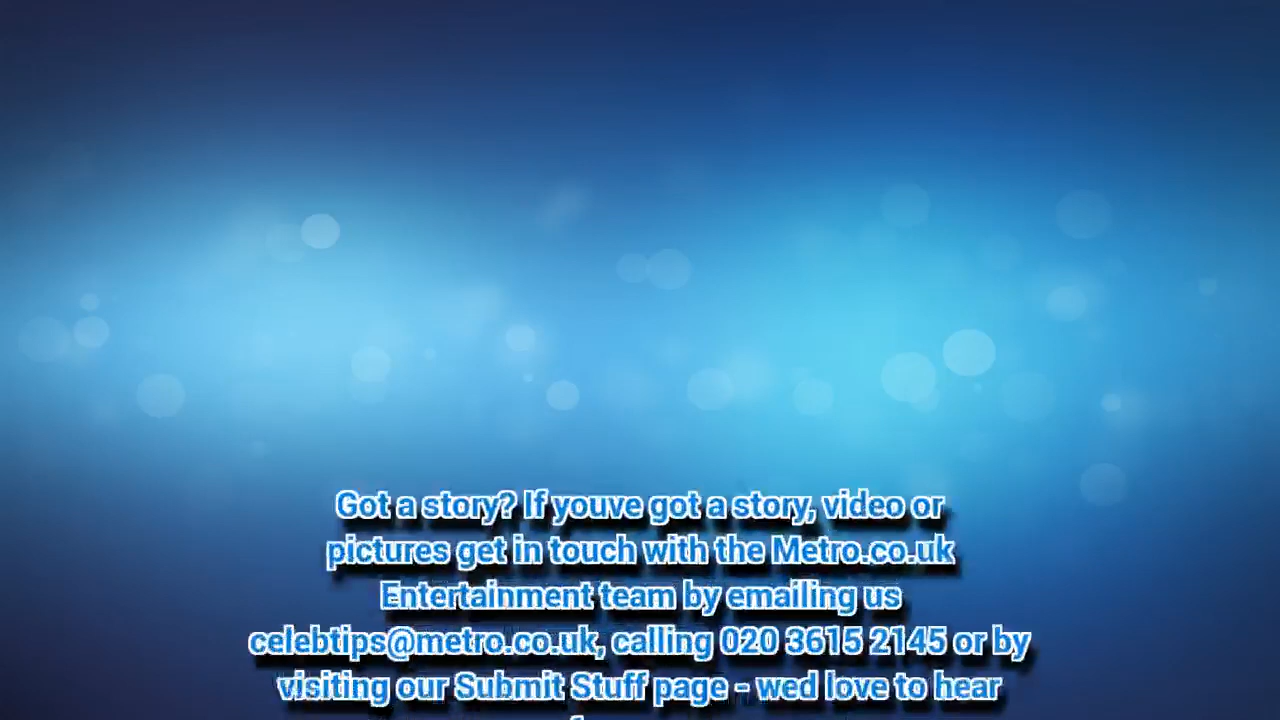 Got a story? If youve got a story, video or
pictures get in touch with the Metro.co.uk
Entertainment team by emailing us
celebtips@metro.co.uk, calling 020 3615 2145 or by
visiting our Submit Stuff page - wed love to hear